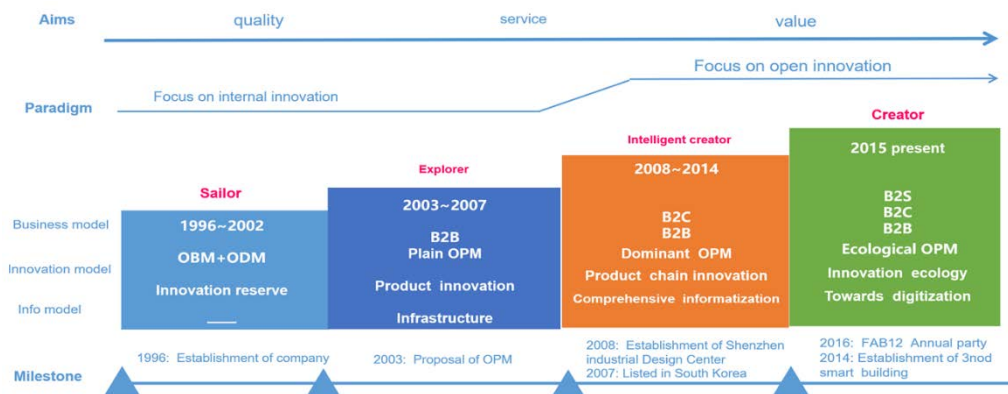 Aims
quality
service
value
Paradigm
Focus on internal innovation
Focus on open innovation
Sailor
Explorer
Intelligent creator
Creator
Business model
Innovation model
Info model
1996~2002
OBM+ODM
Innovation reserve
2003~2007
B2B
Plain OPM
Product innovation
Infrastructure
2008~2014
B2C
B2B
Dominant OPM
Product chain innovation
Comprehensive informatization
2015 present
B2S
B2C
B2B
Ecological OPM
Innovation ecology
Towards digitization
Milestone
1996: Establishment of company
2003: Proposal of OPM
2008: Establishment of Shenzhen
industrial Design Center
2007: Listed in South Korea
2016: FAB12 Annual party
2014: Establishment of 3nod
smart building